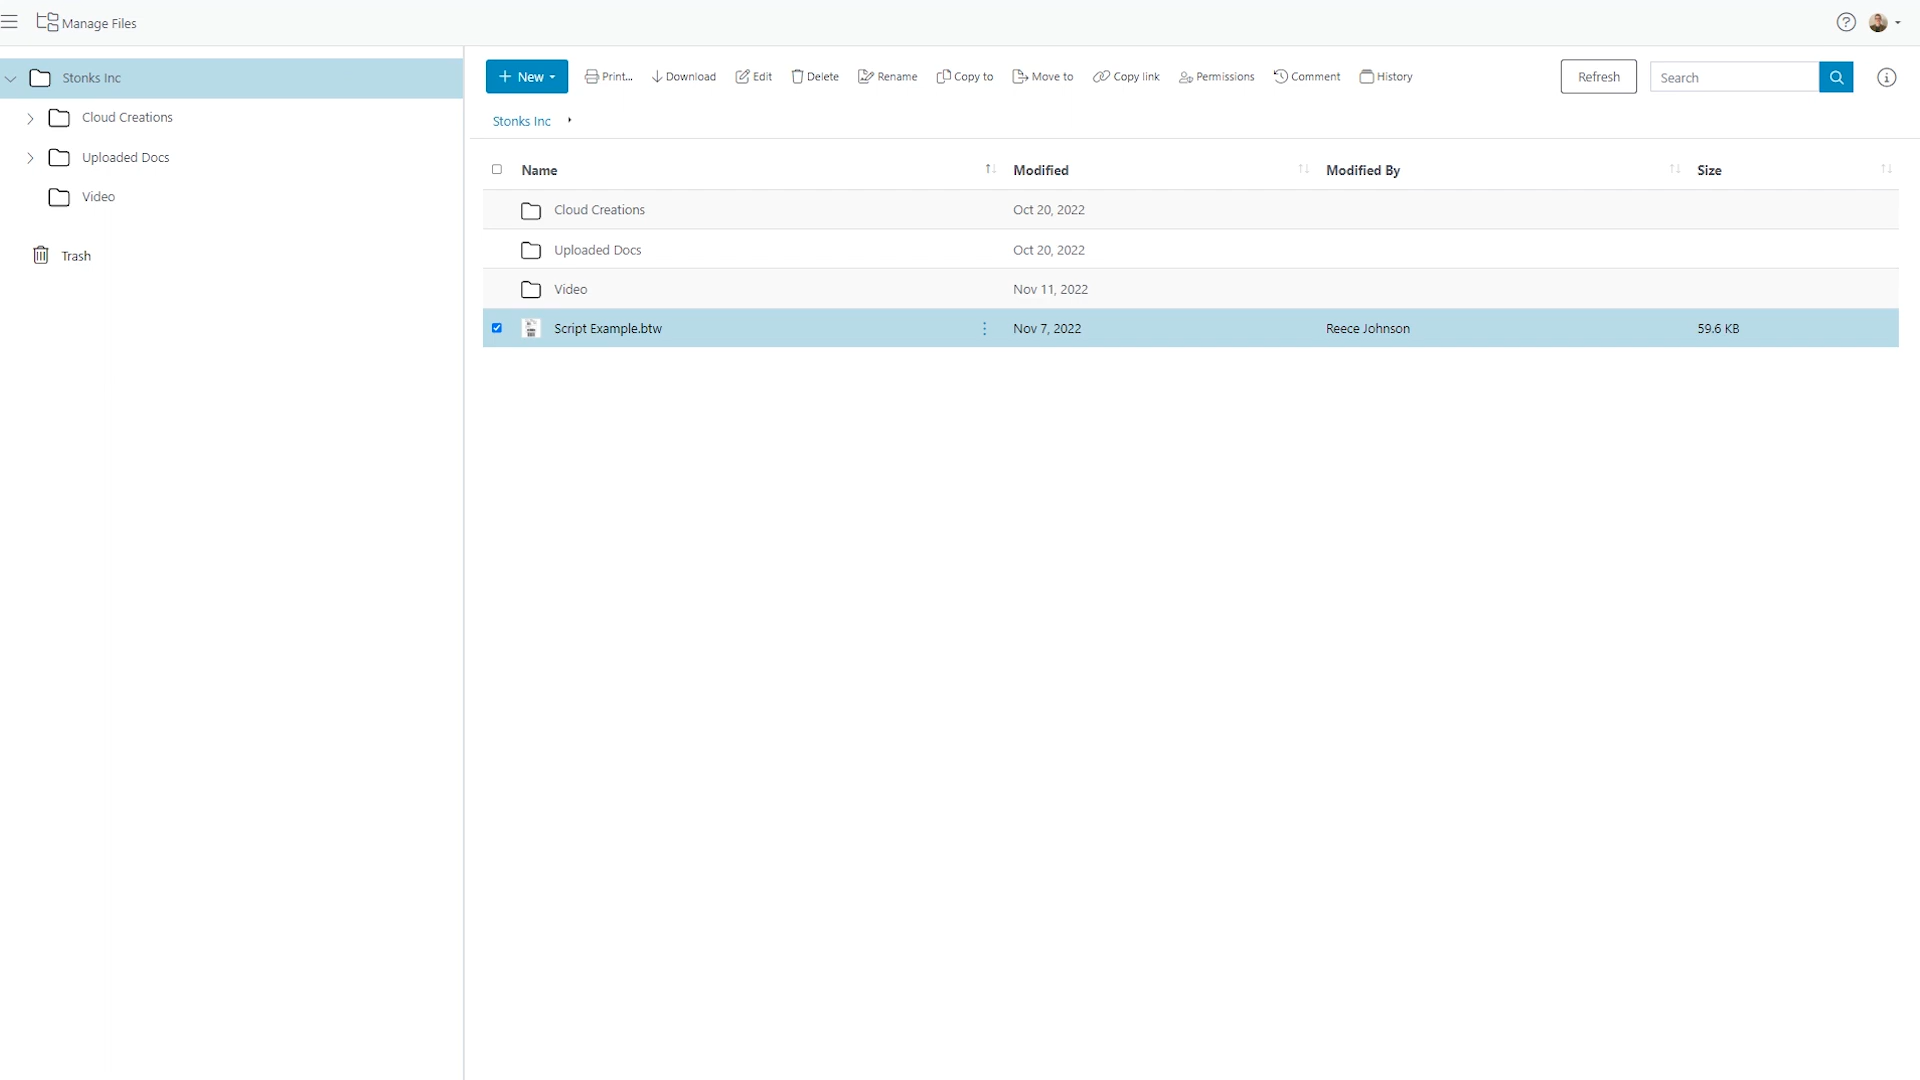 Manage Files
Stonks Inc
Cloud Creations
Uploaded Docs
Video
Trash
New Print... Download Edit Delete Rename Copy to Move to Copy link Permissions Comment History Refresh Search
Stonks Inc
Name Modified Modified By Size
Cloud Creations Oct 20, 2022
Uploaded Docs Oct 20, 2022
Video Nov 11, 2022
Script Example.btw Nov 7, 2022 Reece Johnson 59.6 KB